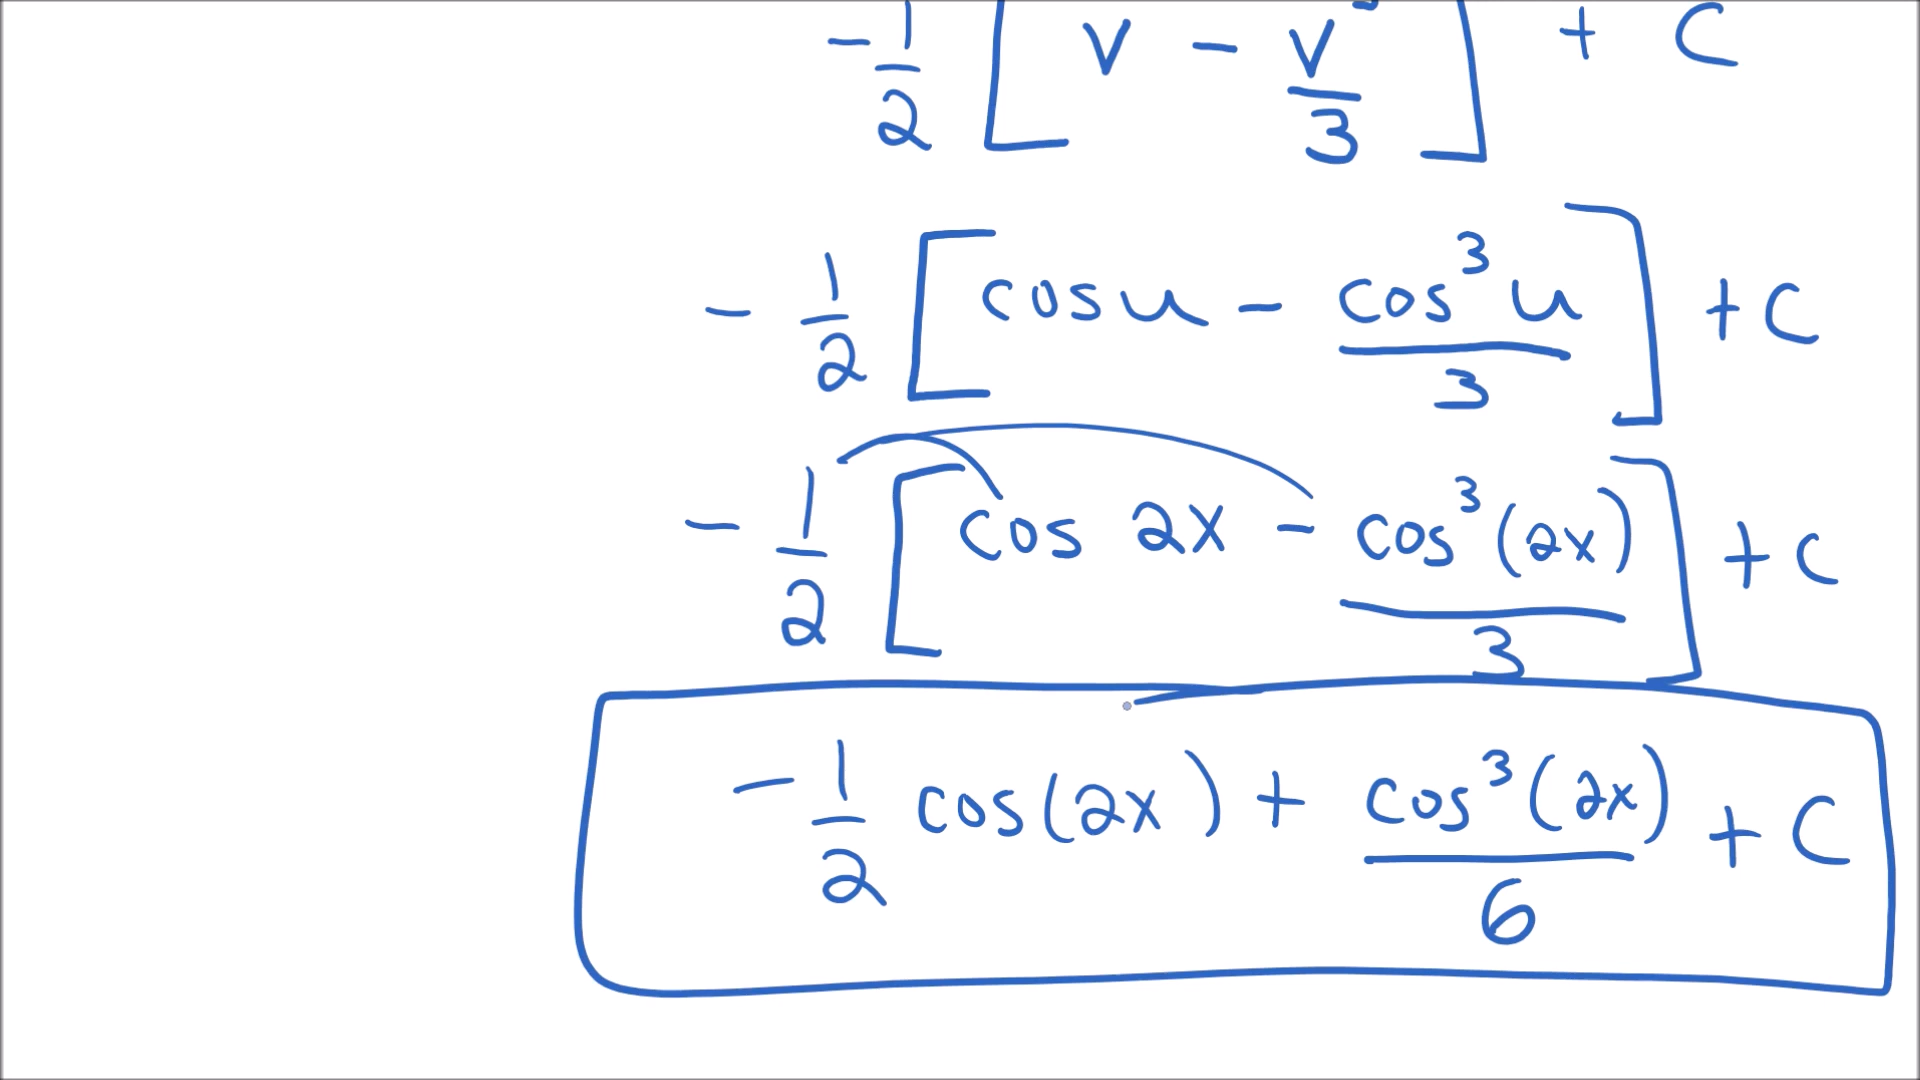 -1/2 [ v - v/3 ] + C
- 1/2 [ cos u - cos³ u / 3 ] + C
- 1/2 [ cos 2x - cos³(2x) / 3 ] + C
- 1/2 cos(2x) + cos³(2x) / 6 + C